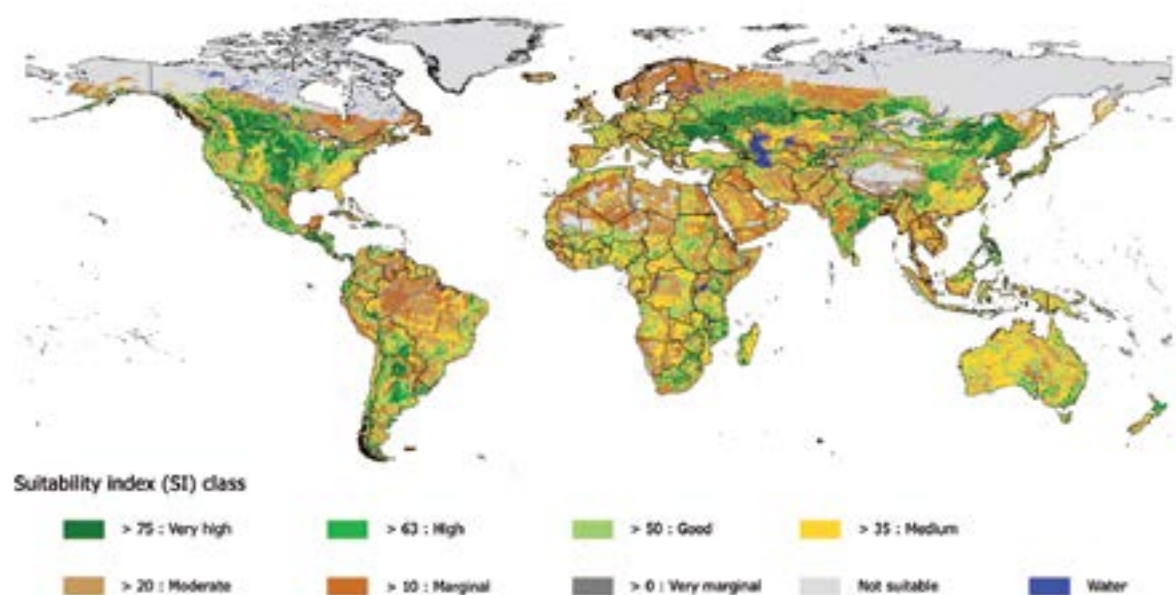 Suitability index (SI) class
> 75 : Very high > 63 : High > 50 : Good > 35 : Medium
> 20 : Moderate > 10 : Marginal > 0 : Very marginal Not suitable Water